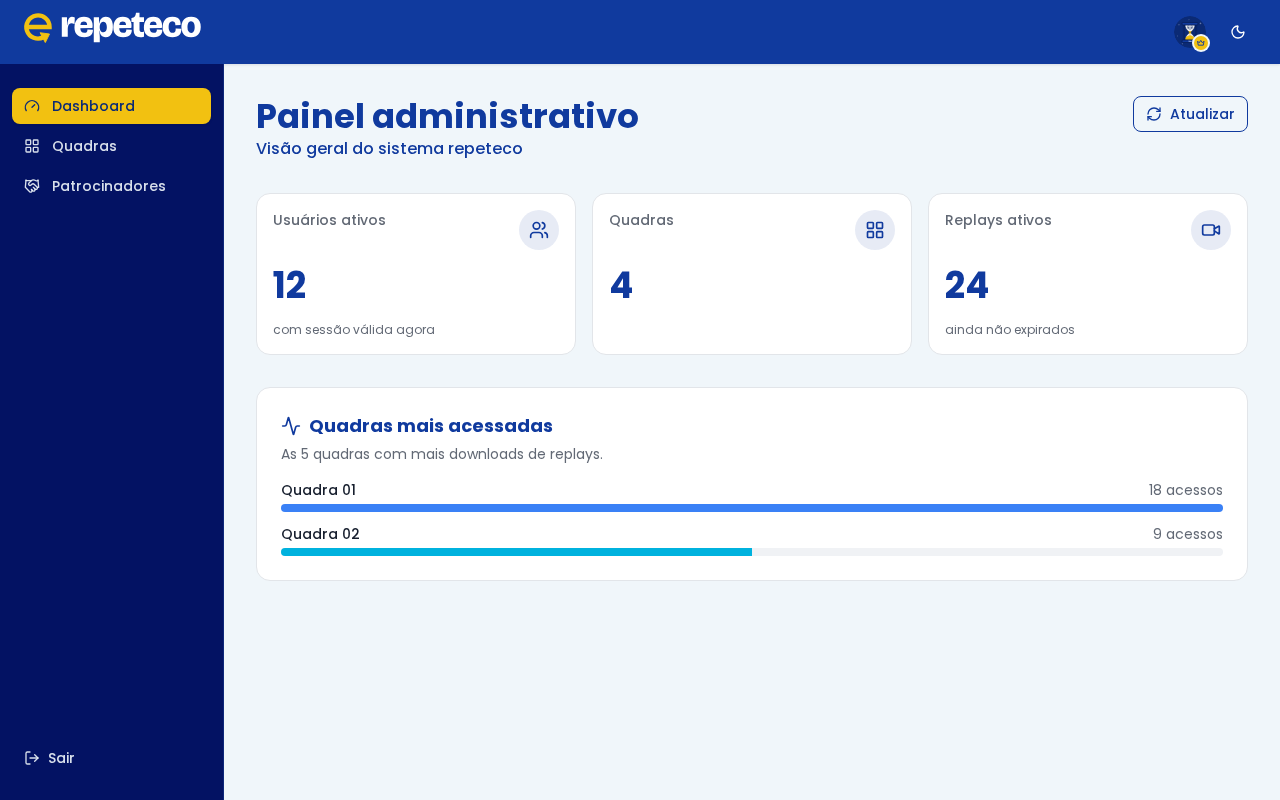 repeteco
Dashboard
Quadras
Patrocinadores
Sair
Painel administrativo
Visão geral do sistema repeteco
Atualizar
Usuários ativos
12
com sessão válida agora
Quadras
4
Replays ativos
24
ainda não expirados
Quadras mais acessadas
As 5 quadras com mais downloads de replays.
Quadra 01
18 acessos
Quadra 02
9 acessos